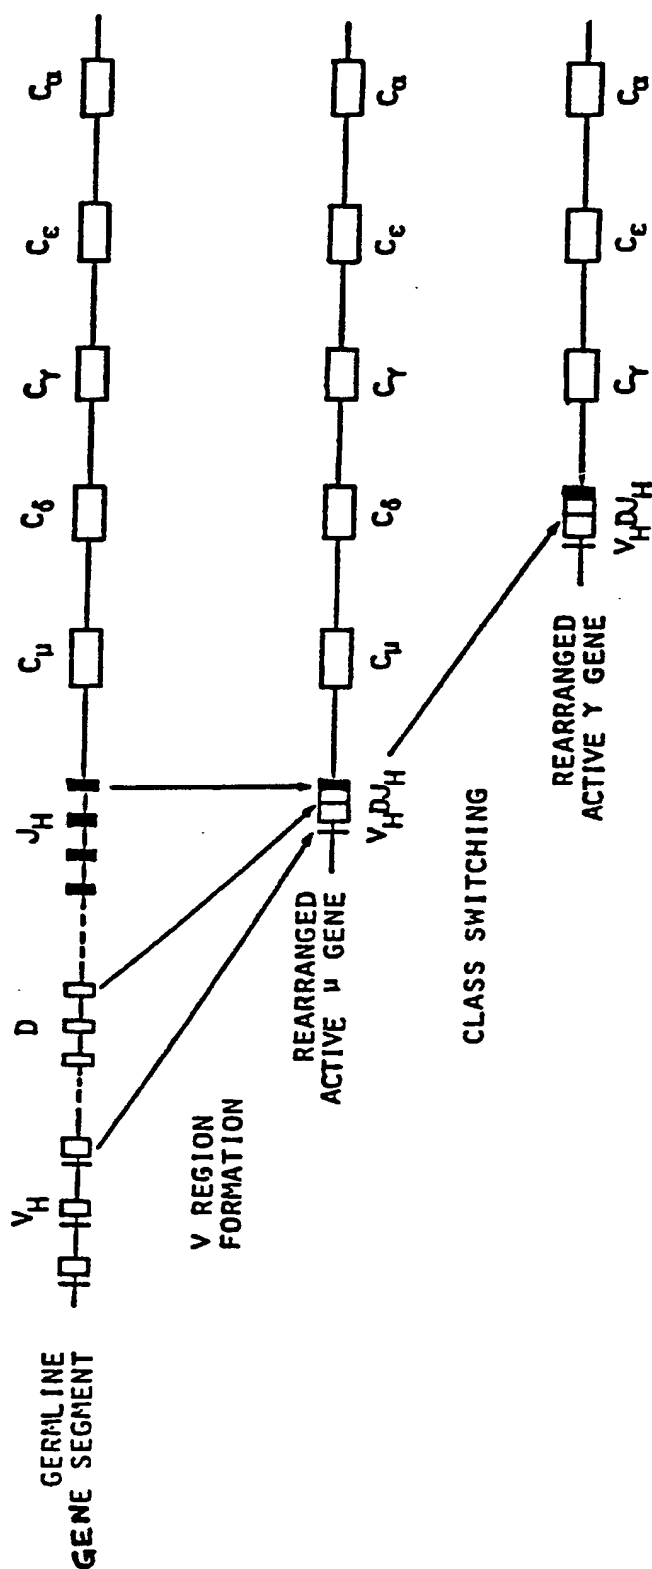 GERMLINE
GENE SEGMENT
V_H
D
J_H
C_μ
C_δ
C_γ
C_ε
C_α
V REGION
FORMATION
REARRANGED
ACTIVE μ GENE
V_HDJ_H
C_μ
C_δ
C_γ
C_ε
C_α
CLASS SWITCHING
REARRANGED
ACTIVE γ GENE
V_HDJ_H
C_γ
C_ε
C_α